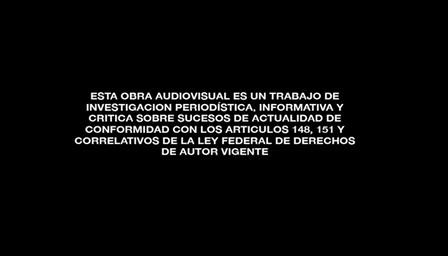 ESTA OBRA AUDIOVISUAL ES UN TRABAJO DE
INVESTIGACION PERIODÍSTICA, INFORMATIVA Y
CRITICA SOBRE SUCESOS DE ACTUALIDAD DE
CONFORMIDAD CON LOS ARTICULOS 148, 151 Y
CORRELATIVOS DE LA LEY FEDERAL DE DERECHOS
DE AUTOR VIGENTE